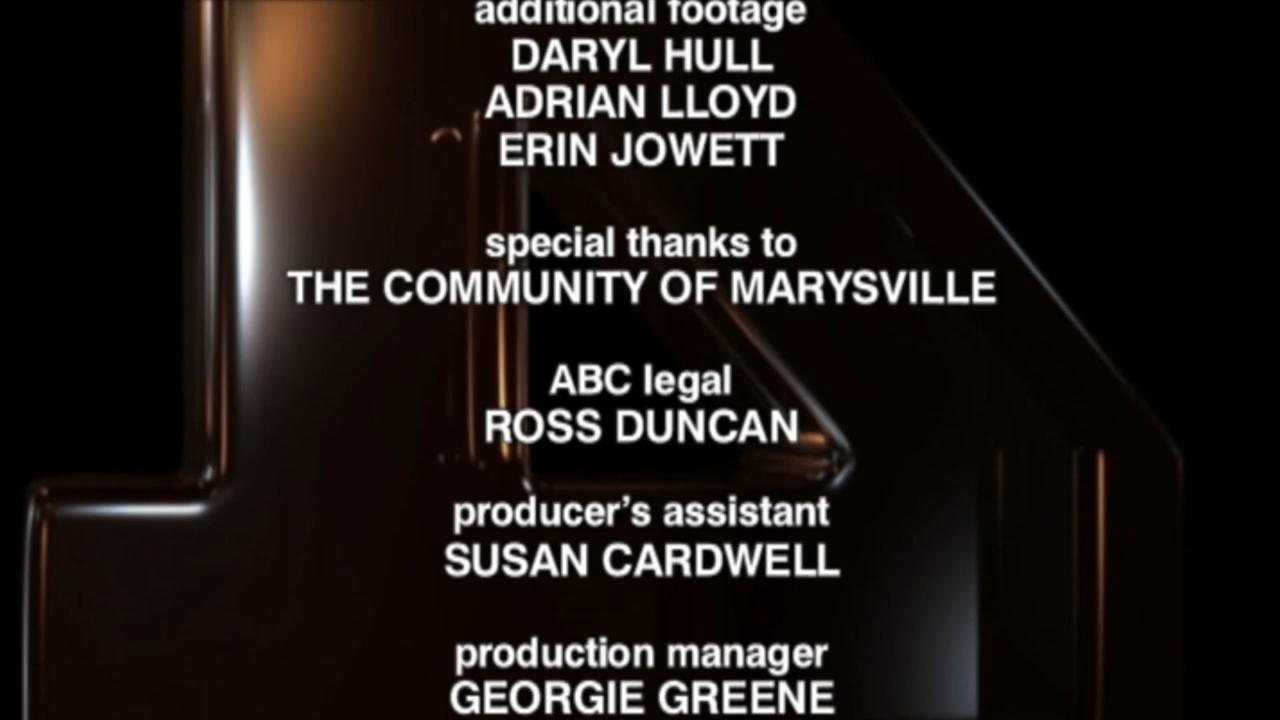 additional footage
DARYL HULL
ADRIAN LLOYD
ERIN JOWETT
special thanks to
THE COMMUNITY OF MARYSVILLE
ABC legal
ROSS DUNCAN
producer's assistant
SUSAN CARDWELL
production manager
GEORGIE GREENE